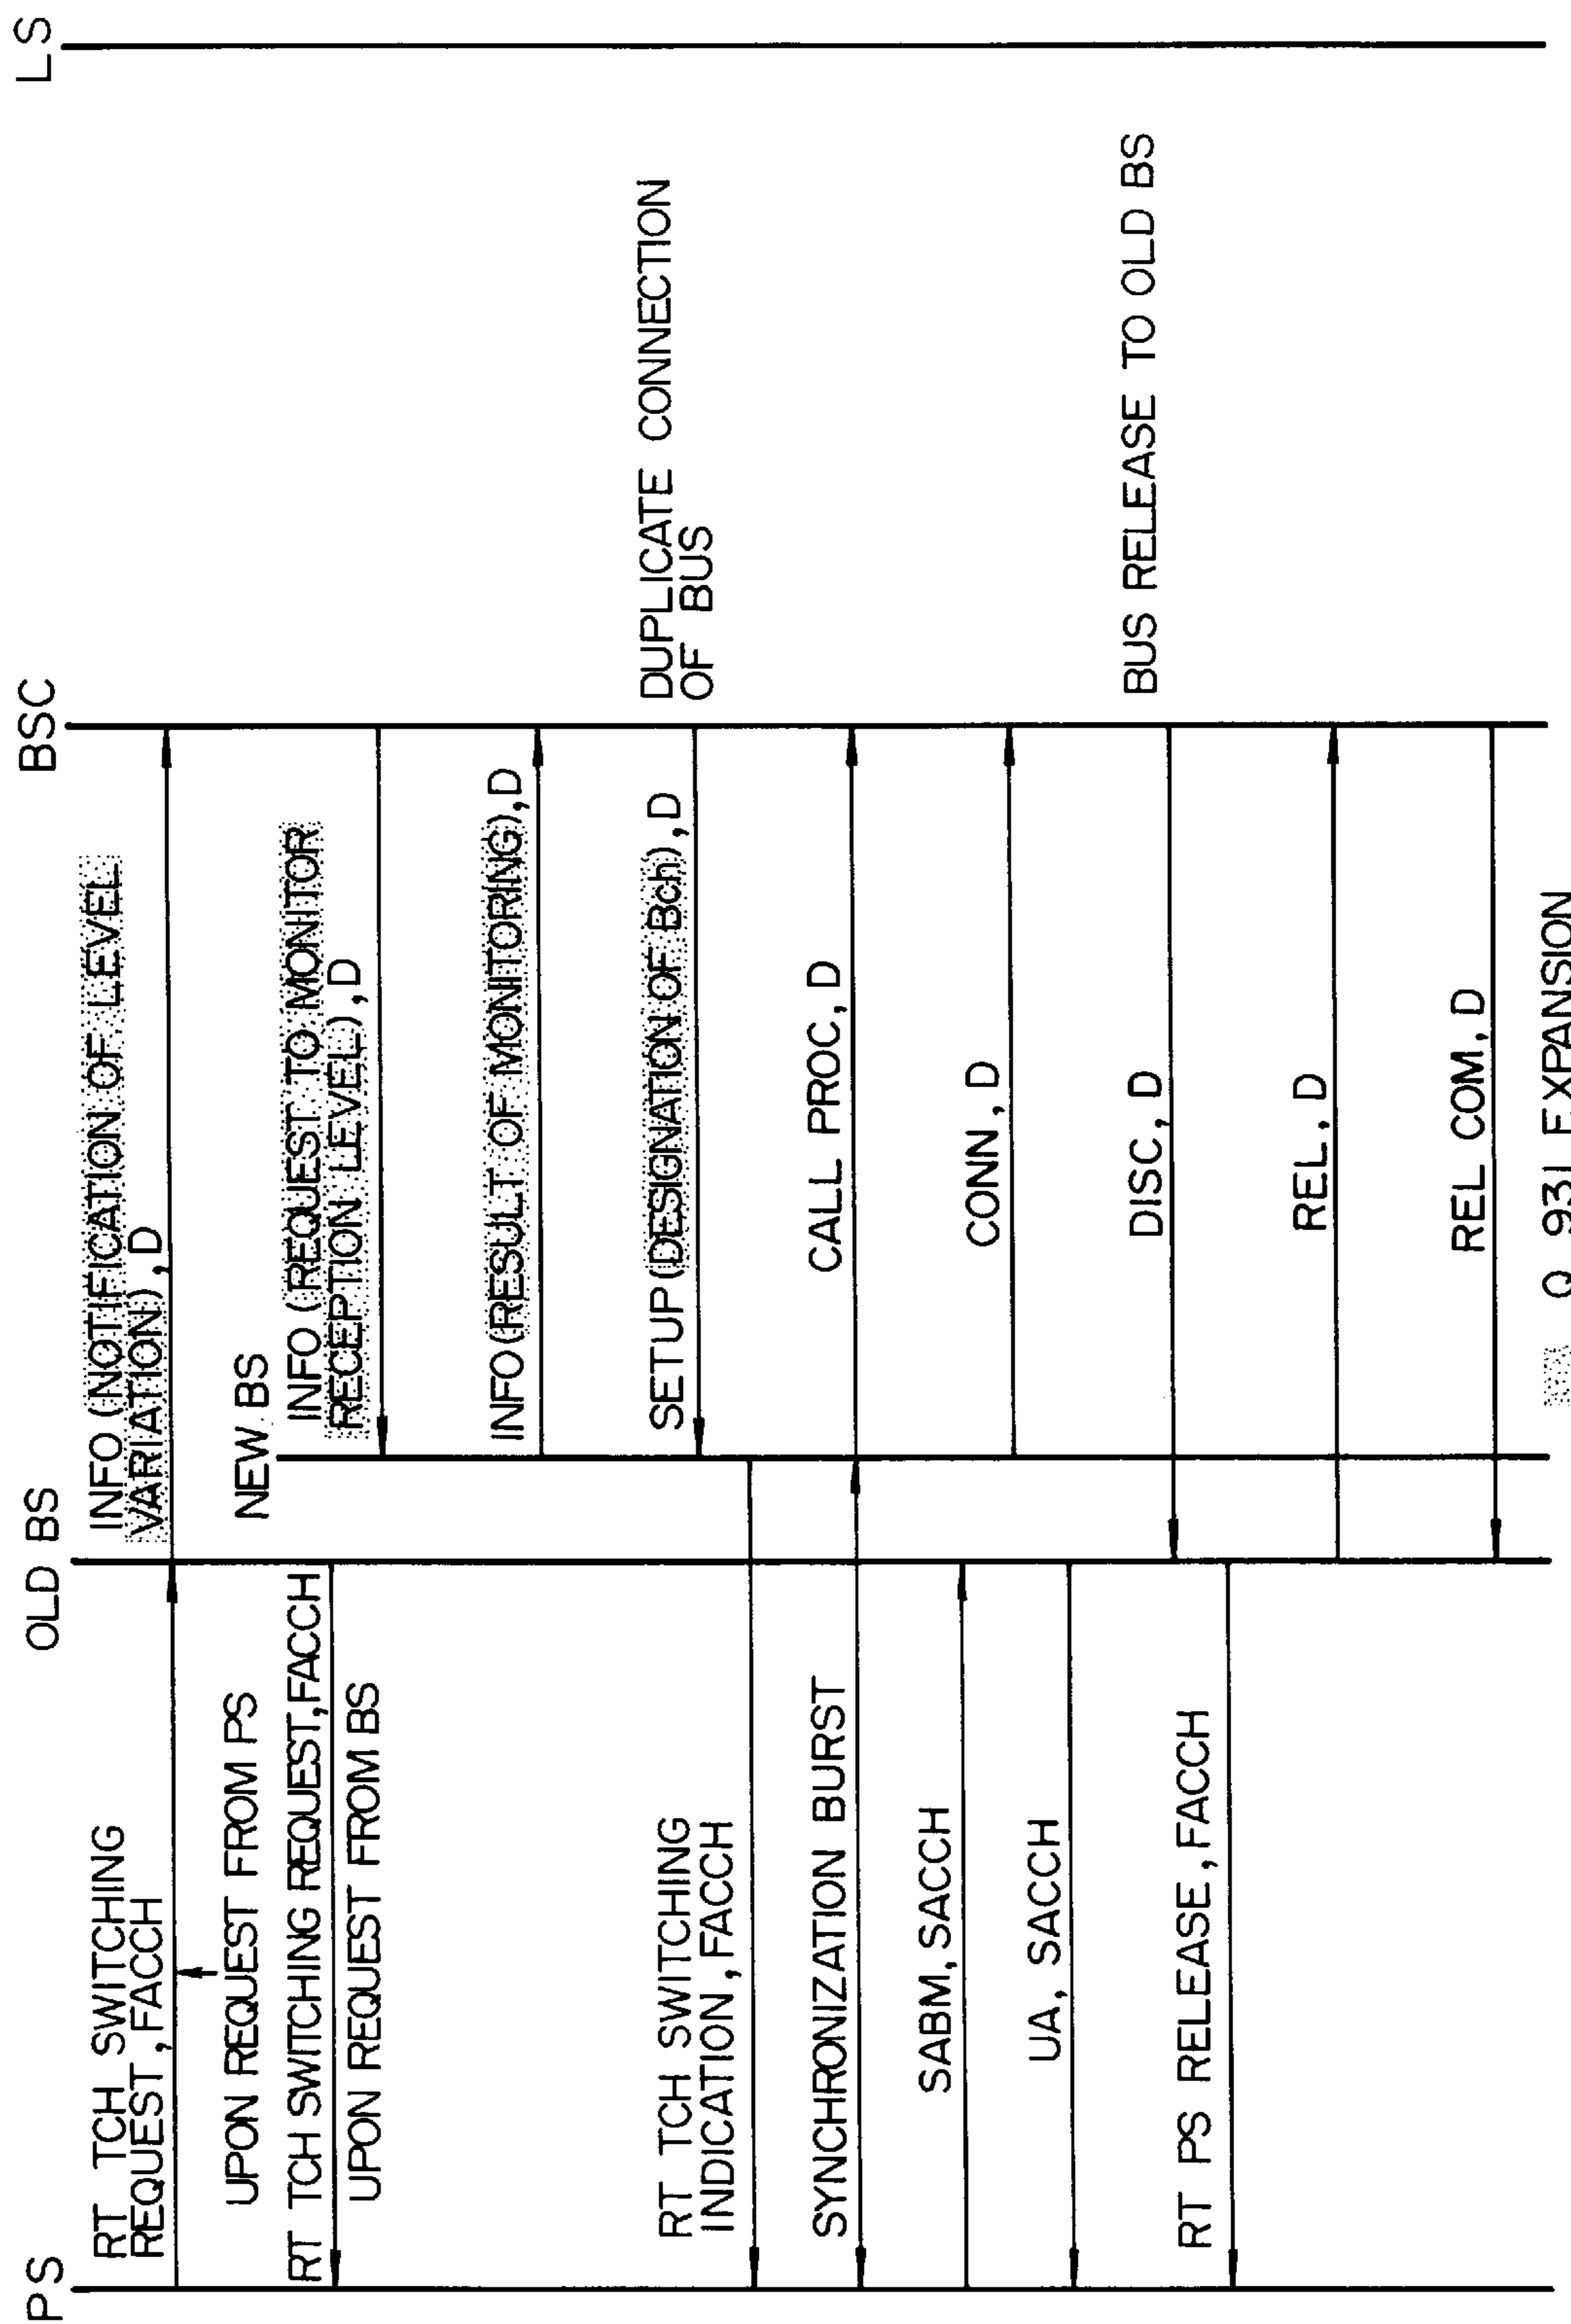 PS
OLD BS
BSC
LS
RT TCH SWITCHING
REQUEST, FACCH
INFO (NOTIFICATION OF LEVEL
VARIATION), D
UPON REQUEST FROM PS
NEW BS
RT TCH SWITCHING REQUEST, FACCH
UPON REQUEST FROM BS
INFO (REQUEST TO MONITOR
RECEPTION LEVEL), D
INFO (RESULT OF MONITORING), D
SETUP (DESIGNATION OF Bch), D
DUPLICATE CONNECTION
OF BUS
RT TCH SWITCHING
INDICATION, FACCH
SYNCHRONIZATION BURST
CALL PROC, D
SABM, SACCH
CONN, D
UA, SACCH
DISC, D
BUS RELEASE TO OLD BS
RT PS RELEASE, FACCH
REL, D
REL COM, D
Q. 931 EXPANSION